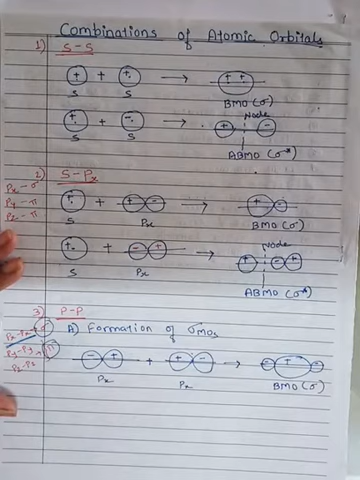 Combinations of Atomic Orbitals
1) S-S
+ + + →  + +
S S BMO (σ)
Node
+ + - → + -
S S ABMO (σ*)
2) S-Px
Px - σ
Py - π
Pz - π
+ + + - → + -
S Px BMO (σ)
Node
+ + - + → + - +
S Px ABMO (σ*)
3) P-P
Px-Px σ
Py-Py π
Pz-Pz
A) Formation of σMOs
- + + + - → - + -
Px Px BMO (σ)